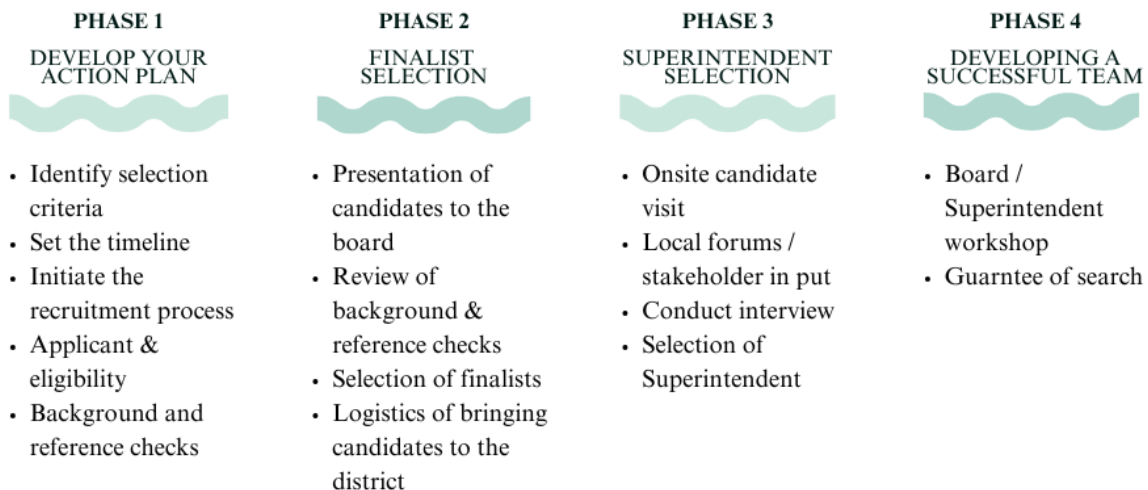 PHASE 1
DEVELOP YOUR
ACTION PLAN
• Identify selection
criteria
• Set the timeline
• Initiate the
recruitment process
• Applicant &
eligibility
• Background and
reference checks
PHASE 2
FINALIST
SELECTION
• Presentation of
candidates to the
board
• Review of
background &
reference checks
• Selection of finalists
• Logistics of bringing
candidates to the
district
PHASE 3
SUPERINTENDENT
SELECTION
• Onsite candidate
visit
• Local forums /
stakeholder in put
• Conduct interview
• Selection of
Superintendent
PHASE 4
DEVELOPING A
SUCCESSFUL TEAM
• Board /
Superintendent
workshop
• Guarntee of search